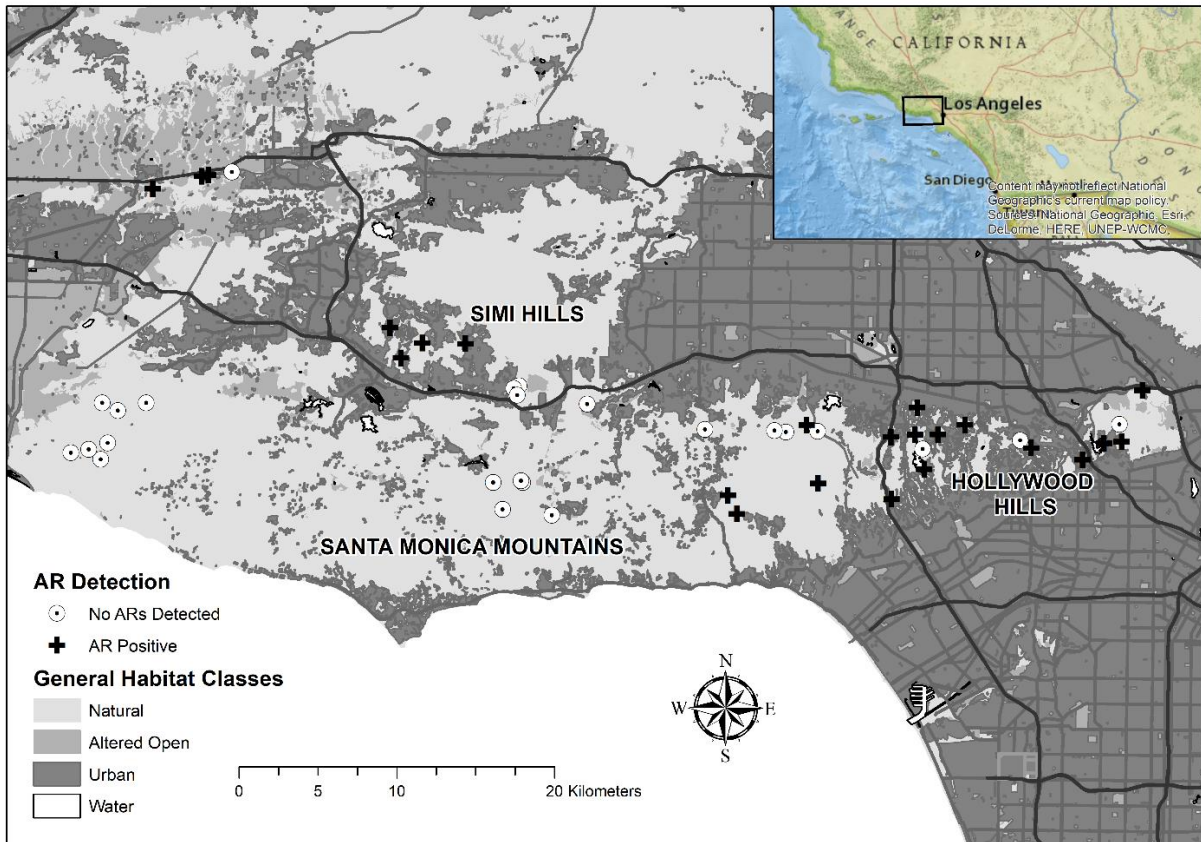 RANGE
CALIFORNIA
Los Angeles
San Diego
Content may not reflect National
Geographic's current map policy.
Sources: National Geographic, Esri,
DeLorme, HERE, UNEP-WCMC.
SIMI HILLS
HOLLYWOOD
HILLS
SANTA MONICA MOUNTAINS
AR Detection
No ARs Detected
AR Positive
General Habitat Classes
Natural
Altered Open
Urban
Water
N
W E
S
0 5 10 20 Kilometers